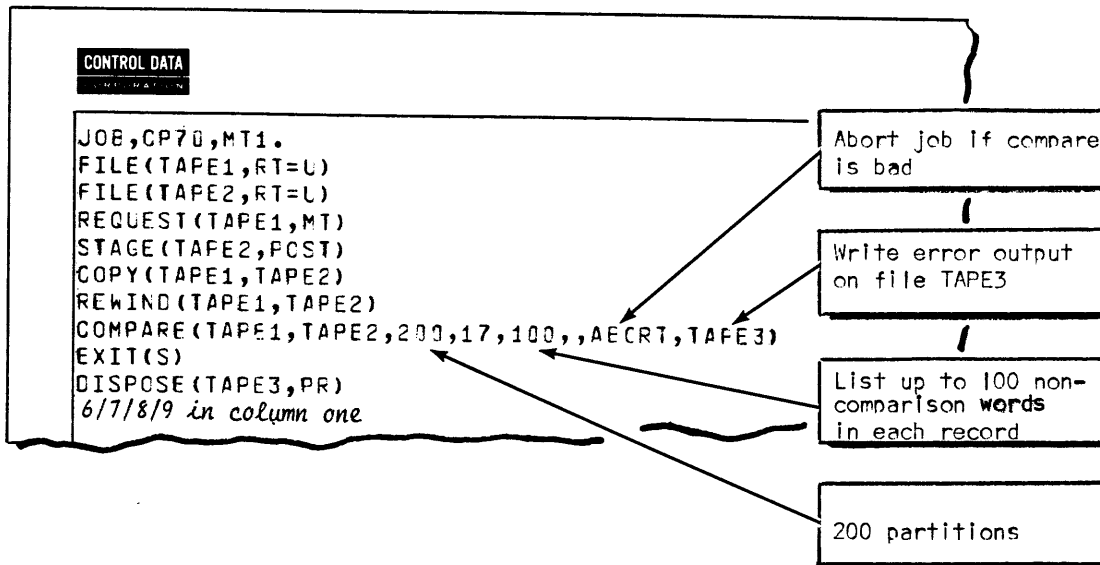 CONTROL DATA
CORPORATION
JOB,CP70,MT1.
FILE(TAPE1,RT=U)
FILE(TAPE2,RT=U)
REQUEST(TAPE1,MT)
STAGE(TAPE2,POST)
COPY(TAPE1,TAPE2)
REWIND(TAPE1,TAPE2)
COMPARE(TAPE1,TAPE2,200,17,100,,ABORT,TAPE3)
EXIT(S)
DISPOSE(TAPE3,PR)
6/7/8/9 in column one
Abort job if compare
is bad
Write error output
on file TAPE3
List up to 100 non-
comparison words
in each record
200 partitions